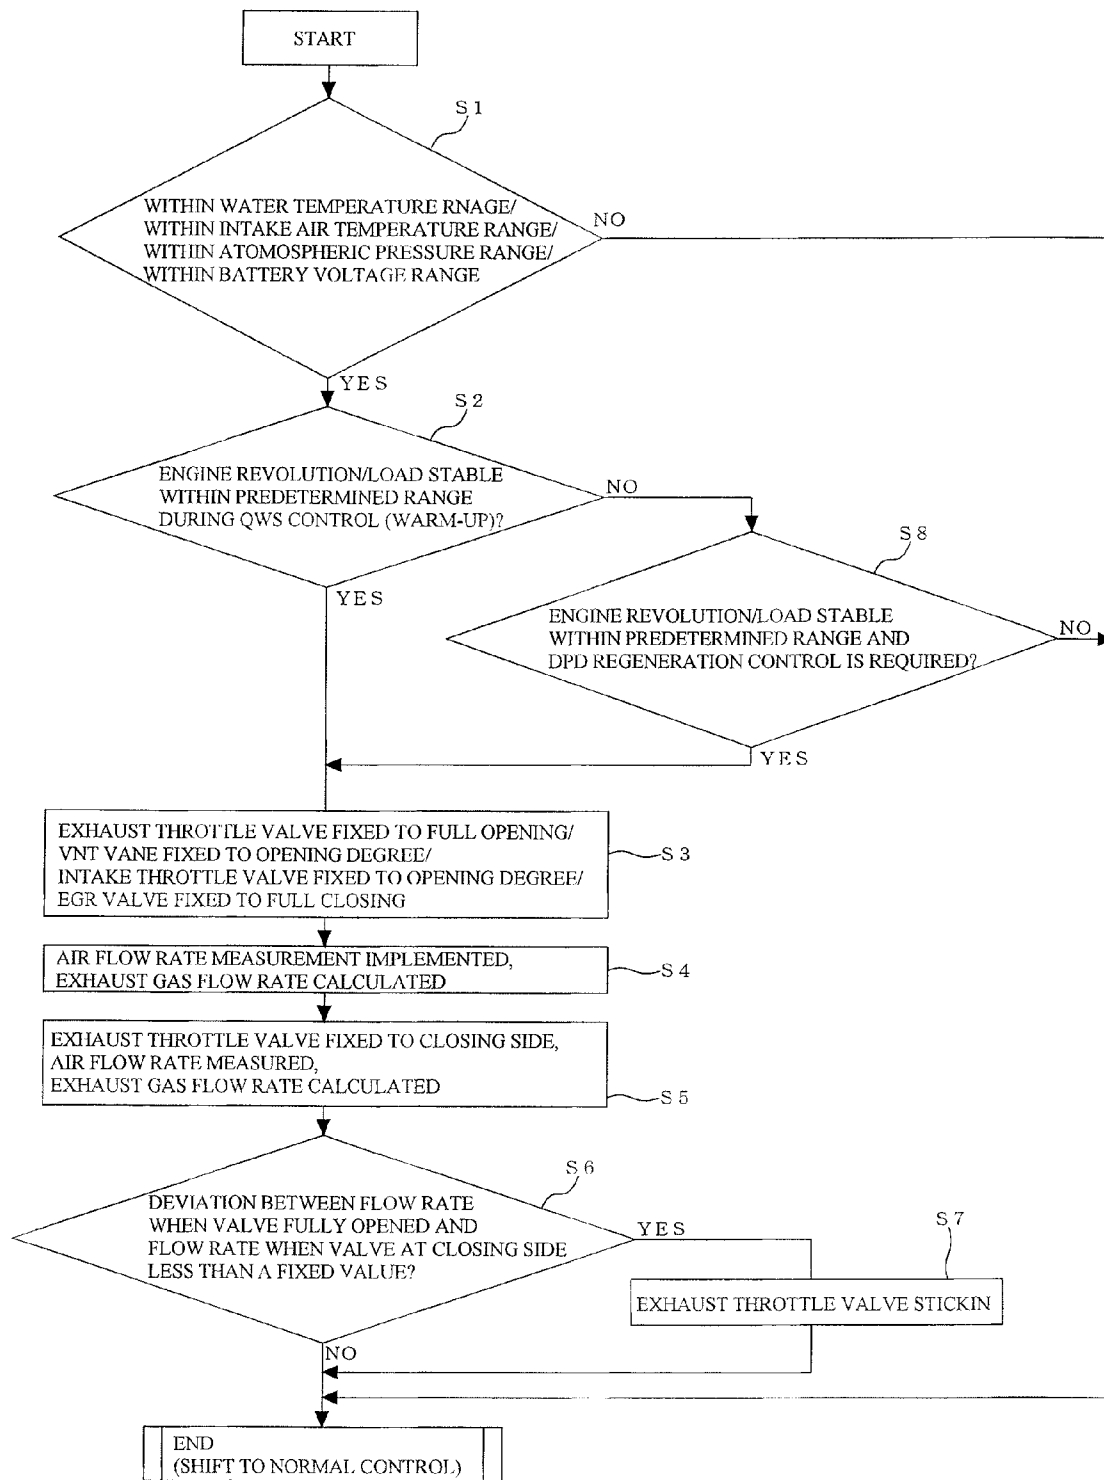 START
S1
WITHIN WATER TEMPERATURE RNAGE/
WITHIN INTAKE AIR TEMPERATURE RANGE/
WITHIN ATOMOSPHERIC PRESSURE RANGE/
WITHIN BATTERY VOLTAGE RANGE
NO
YES
S2
ENGINE REVOLUTION/LOAD STABLE
WITHIN PREDETERMINED RANGE
DURING QWS CONTROL (WARM-UP)?
NO
YES
S8
ENGINE REVOLUTION/LOAD STABLE
WITHIN PREDETERMINED RANGE AND
DPD REGENERATION CONTROL IS REQUIRED?
NO
YES
EXHAUST THROTTLE VALVE FIXED TO FULL OPENING/
VNT VANE FIXED TO OPENING DEGREE/
INTAKE THROTTLE VALVE FIXED TO OPENING DEGREE/
EGR VALVE FIXED TO FULL CLOSING
S3
AIR FLOW RATE MEASUREMENT IMPLEMENTED,
EXHAUST GAS FLOW RATE CALCULATED
S4
EXHAUST THROTTLE VALVE FIXED TO CLOSING SIDE,
AIR FLOW RATE MEASURED,
EXHAUST GAS FLOW RATE CALCULATED
S5
S6
DEVIATION BETWEEN FLOW RATE
WHEN VALVE FULLY OPENED AND
FLOW RATE WHEN VALVE AT CLOSING SIDE
LESS THAN A FIXED VALUE?
YES
S7
EXHAUST THROTTLE VALVE STICKIN
NO
END
(SHIFT TO NORMAL CONTROL)